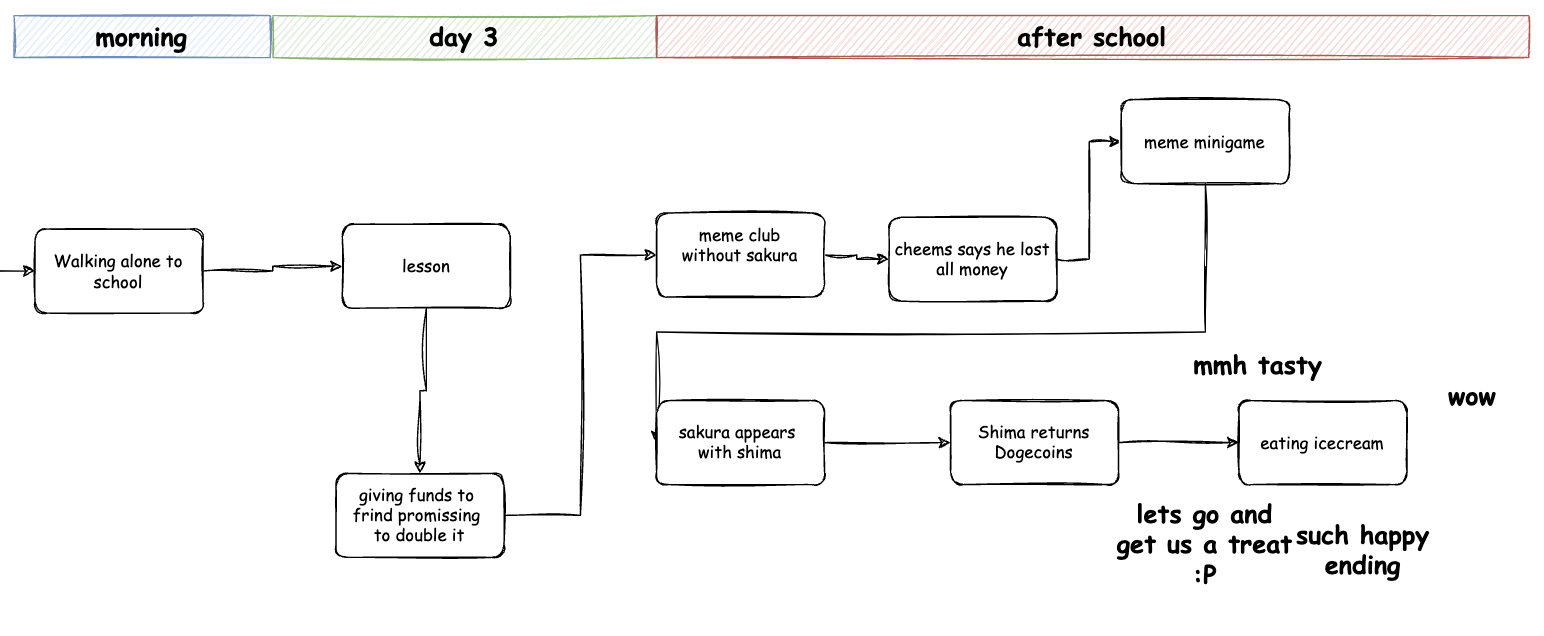 morning
day 3
after school
meme minigame
Walking alone to
school
lesson
meme club
without sakura
cheems says he lost
all money
giving funds to
frind promissing
to double it
sakura appears
with shima
Shima returns
Dogecoins
eating icecream
mmh tasty
wow
lets go and
get us a treat
:P
such happy
ending